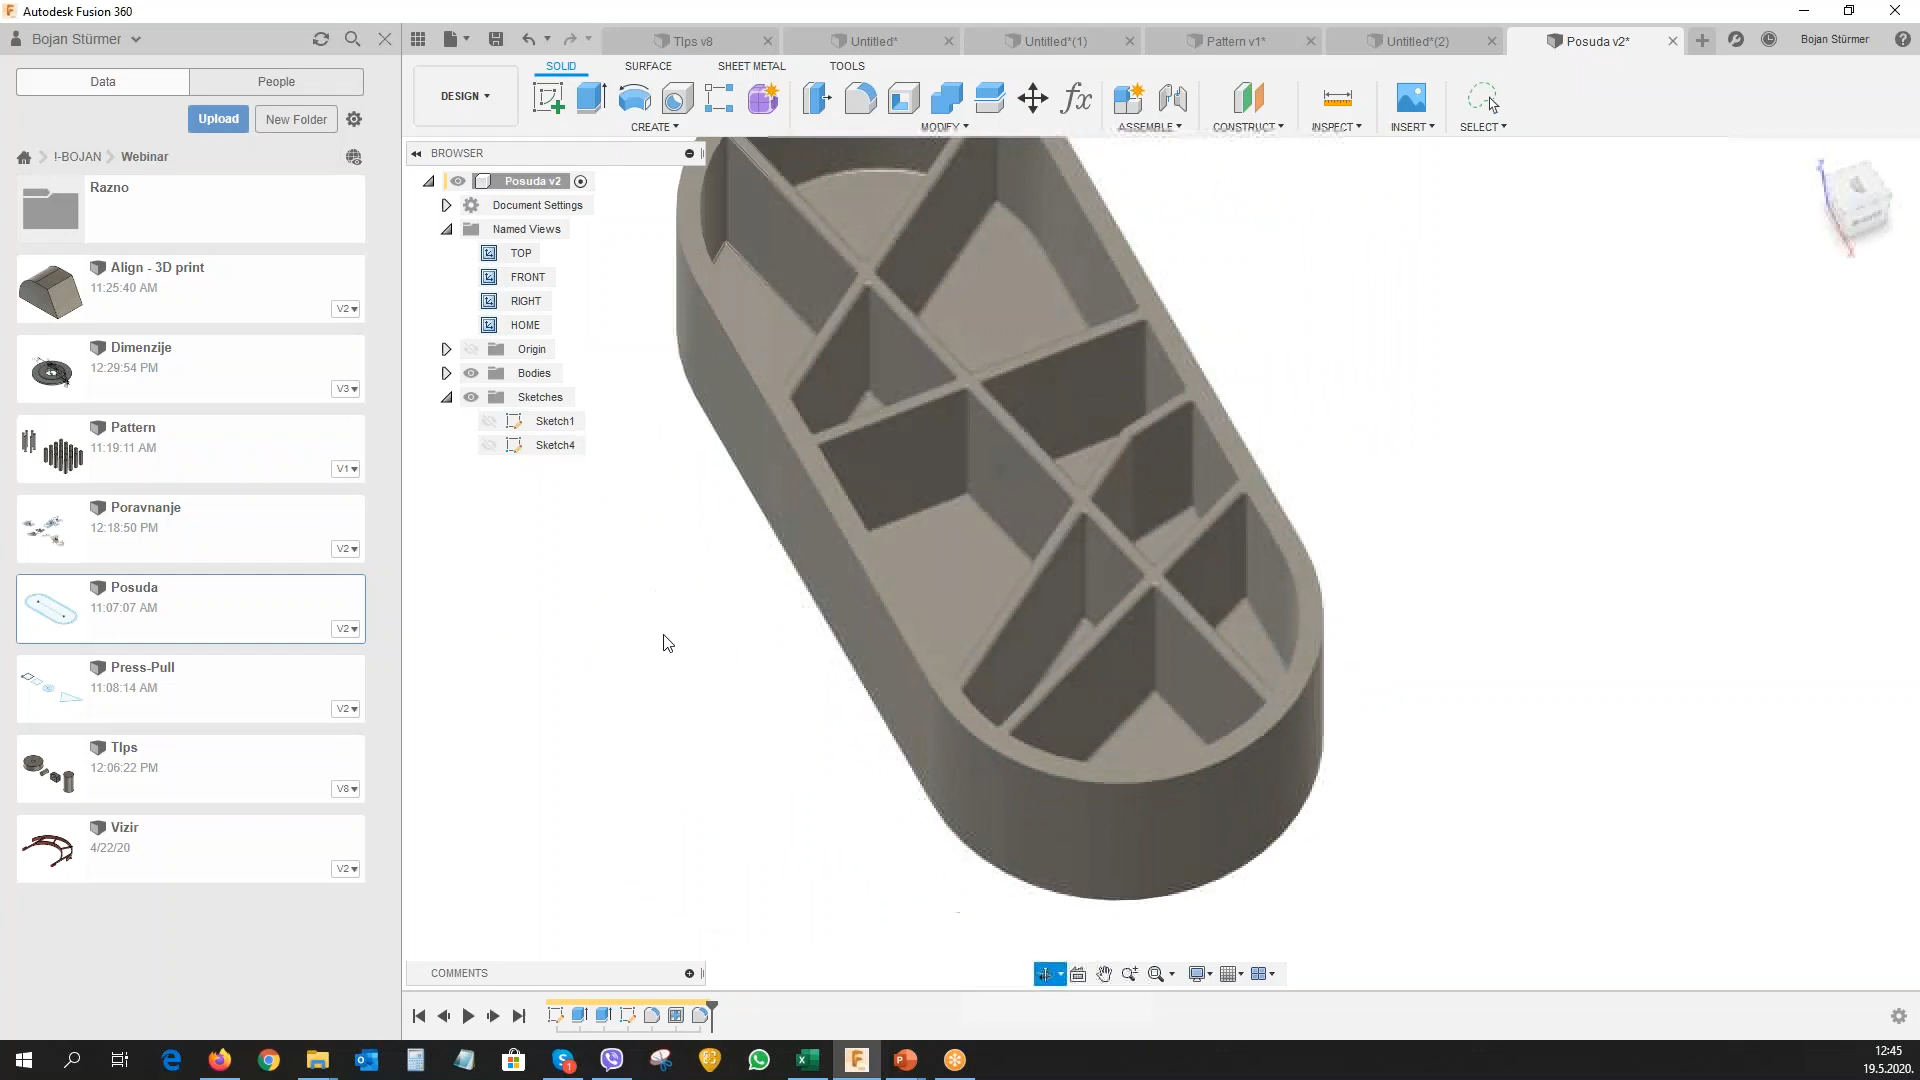 Autodesk Fusion 360
Bojan Stürmer
TIps v8
Untitled*
Untitled*(1)
Pattern v1*
Untitled*(2)
Posuda v2*
Bojan Stürmer
Data
People
Upload
New Folder
!-BOJAN
Webinar
Razno
Align - 3D print
11:25:40 AM
V2
Dimenzije
12:29:54 PM
V3
Pattern
11:19:11 AM
V1
Poravnanje
12:18:50 PM
V2
Posuda
11:07:07 AM
V2
Press-Pull
11:08:14 AM
V2
TIps
12:06:22 PM
V8
Vizir
4/22/20
V2
DESIGN
SOLID
SURFACE
SHEET METAL
TOOLS
CREATE
MODIFY
ASSEMBLE
CONSTRUCT
INSPECT
INSERT
SELECT
BROWSER
Posuda v2
Document Settings
Named Views
TOP
FRONT
RIGHT
HOME
Origin
Bodies
Sketches
Sketch1
Sketch4
COMMENTS
12:45
19.5.2020.